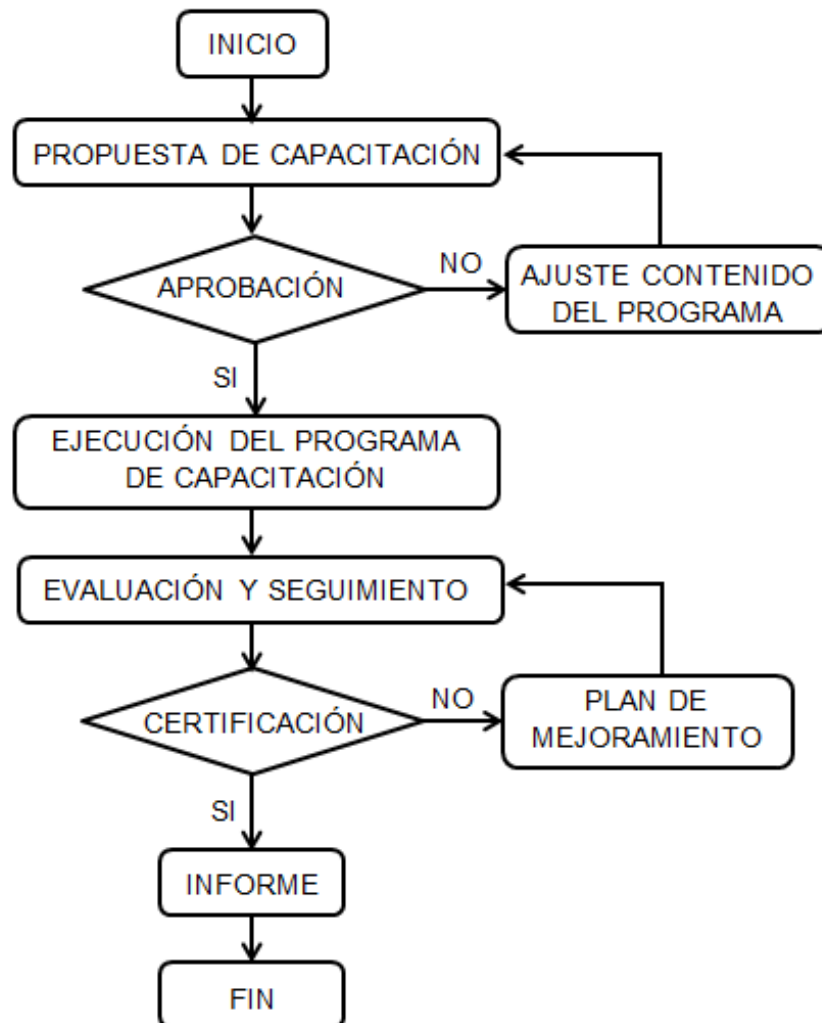 INICIO
PROPUESTA DE CAPACITACIÓN
APROBACIÓN
NO
AJUSTE CONTENIDO
DEL PROGRAMA
SI
EJECUCIÓN DEL PROGRAMA
DE CAPACITACIÓN
EVALUACIÓN Y SEGUIMIENTO
CERTIFICACIÓN
NO
PLAN DE
MEJORAMIENTO
SI
INFORME
FIN